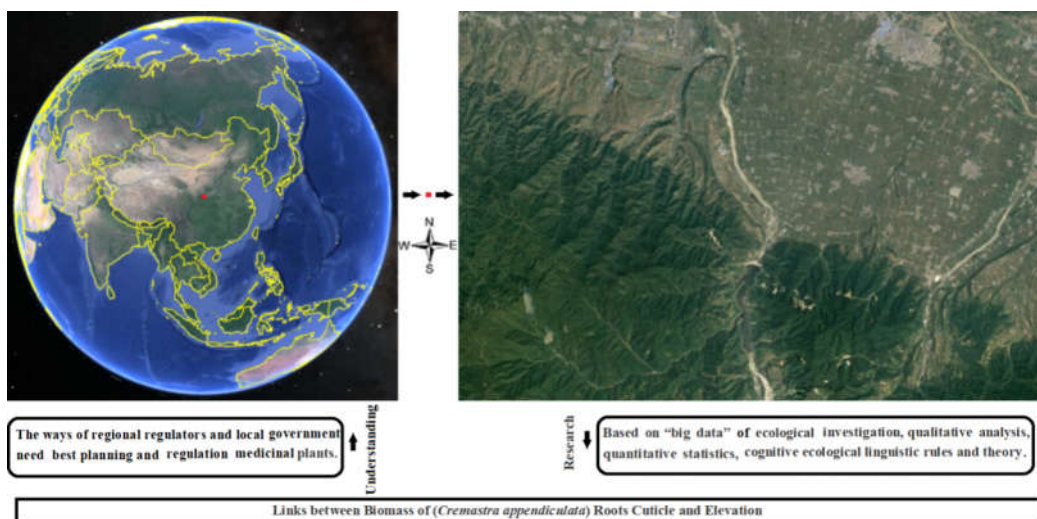 N
W E
S
The ways of regional regulators and local government
need best planning and regulation medicinal plants.
Understanding
Research
Based on “big data” of ecological investigation, qualitative analysis,
quantitative statistics, cognitive ecological linguistic rules and theory.
Links between Biomass of (Cremastra appendiculata) Roots Cuticle and Elevation